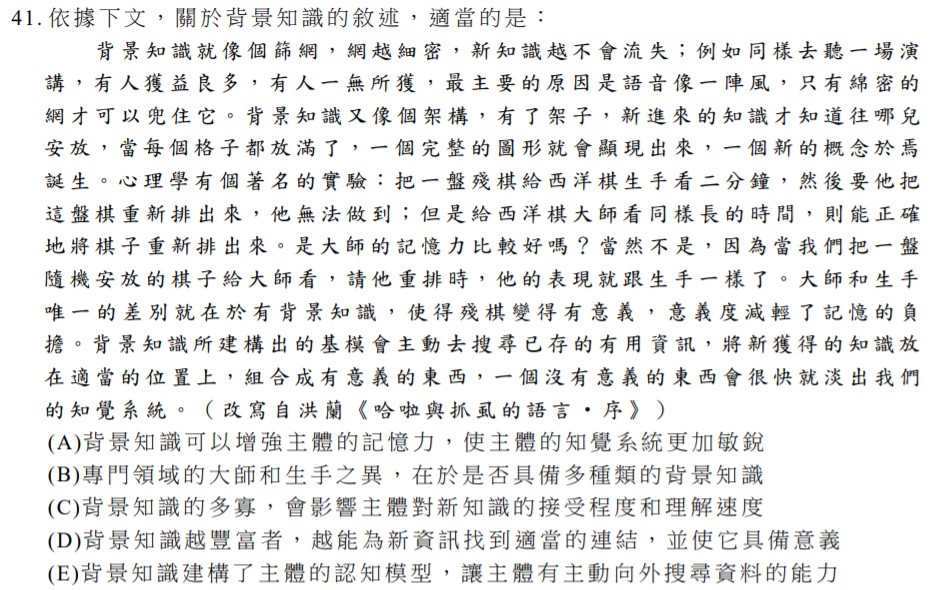 41. 依據下文，關於背景知識的敘述，適當的是：
背景知識就像個篩網，網越細密，新知識越不會流失；例如同樣去聽一場演
講，有人獲益良多，有人一無所獲，最主要的原因是語音像一陣風，只有綿密的
網才可以兜住它。背景知識又像個架構，有了架子，新進來的知識才知道往哪兒
安放，當每個格子都放滿了，一個完整的圖形就會顯現出來，一個新的概念於焉
誕生。心理學有個著名的實驗：把一盤殘棋給西洋棋生手看二分鐘，然後要他把
這盤棋重新排出來，他無法做到；但是給西洋棋大師看同樣長的時間，則能正確
地將棋子重新排出來。是大師的記憶力比較好嗎？當然不是，因為當我們把一盤
隨機安放的棋子給大師看，請他重排時，他的表現就跟生手一樣了。大師和生手
唯一的差別就在於有背景知識，使得殘棋變得有意義，意義度減輕了記憶的負
擔。背景知識所建構出的基模會主動去搜尋已存的有用資訊，將新獲得的知識放
在適當的位置上，組合成有意義的東西，一個沒有意義的東西會很快就淡出我們
的知覺系統。（改寫自洪蘭《哈啦與抓虱的語言‧序》）
(A)背景知識可以增強主體的記憶力，使主體的知覺系統更加敏銳
(B)專門領域的大師和生手之異，在於是否具備多種類的背景知識
(C)背景知識的多寡，會影響主體對新知識的接受程度和理解速度
(D)背景知識越豐富者，越能為新資訊找到適當的連結，並使它具備意義
(E)背景知識建構了主體的認知模型，讓主體有主動向外搜尋資料的能力